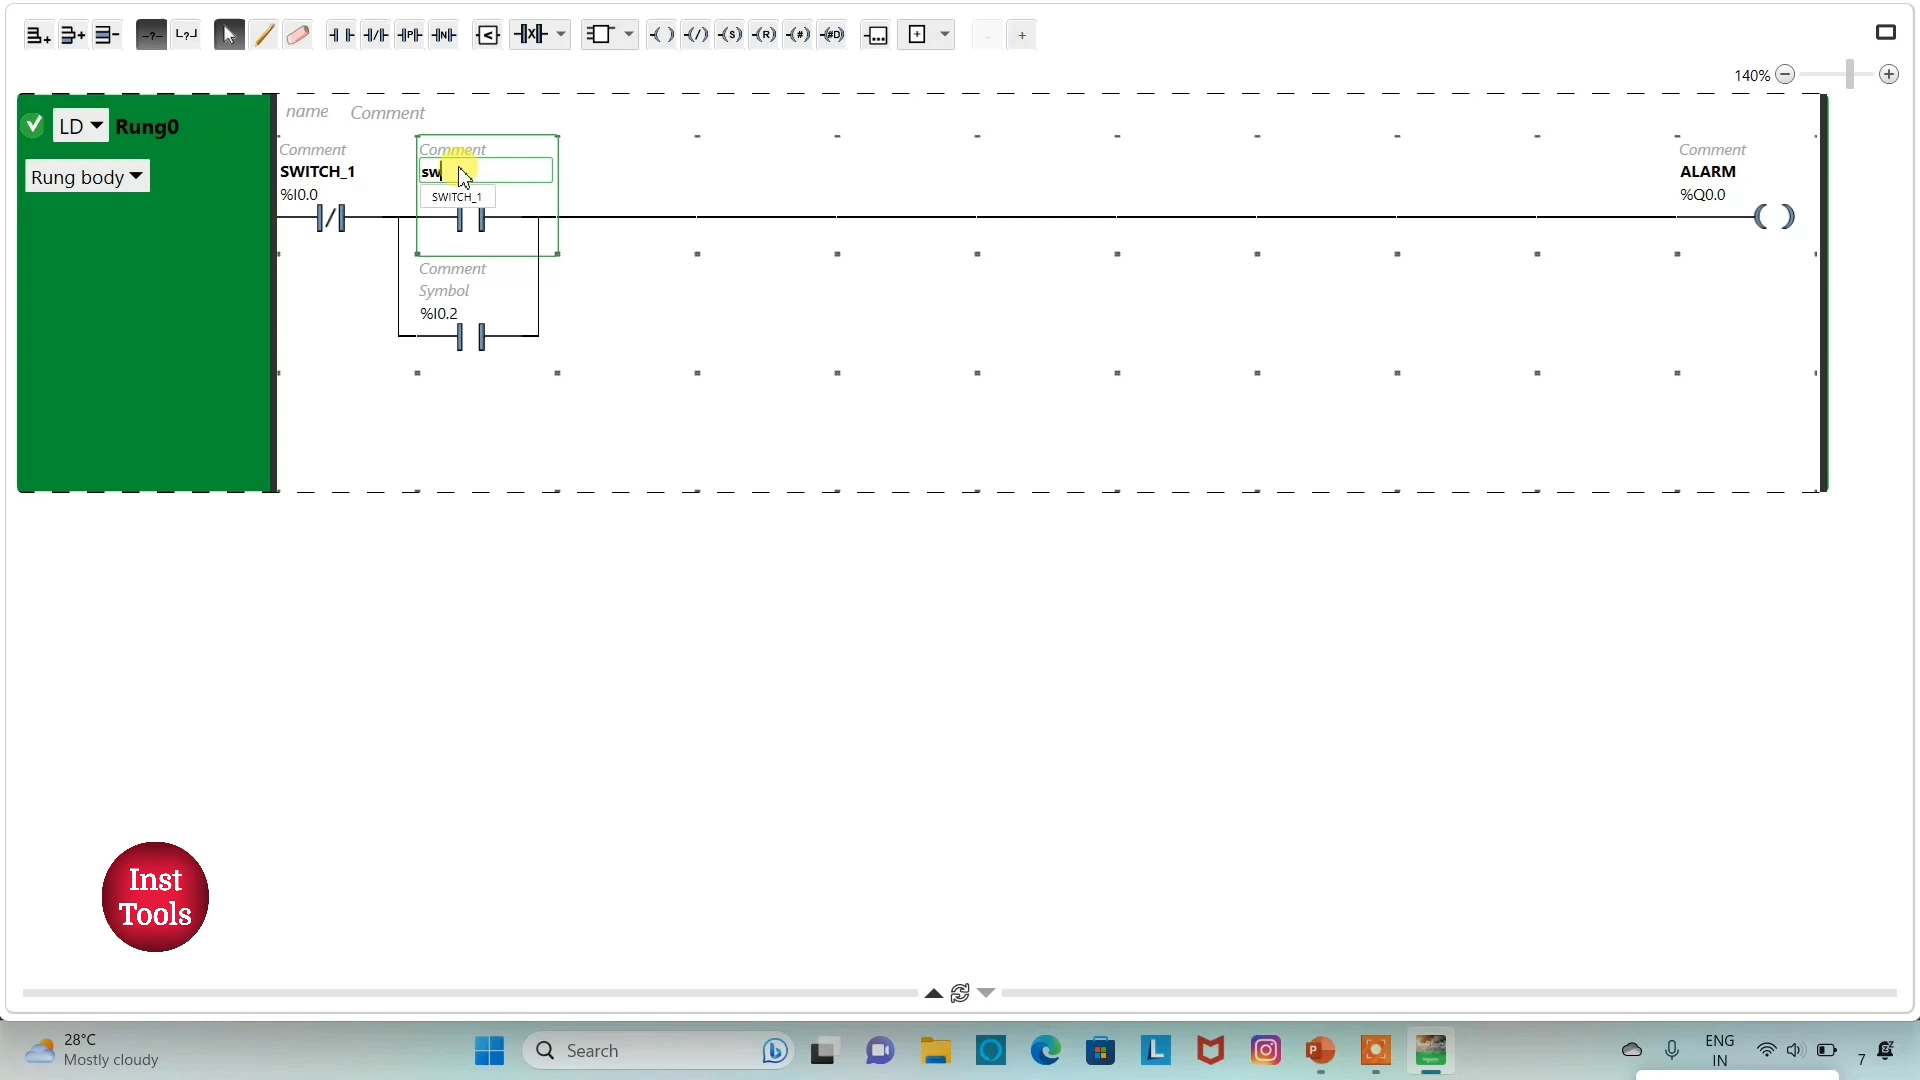 140%
LD
Rung0
name Comment
Rung body
Comment
SWITCH_1
%I0.0
Comment
sw
SWITCH_1
Comment
ALARM
%Q0.0
Comment
Symbol
%I0.2
Inst
Tools
28°C
Mostly cloudy
Search
ENG
IN
7